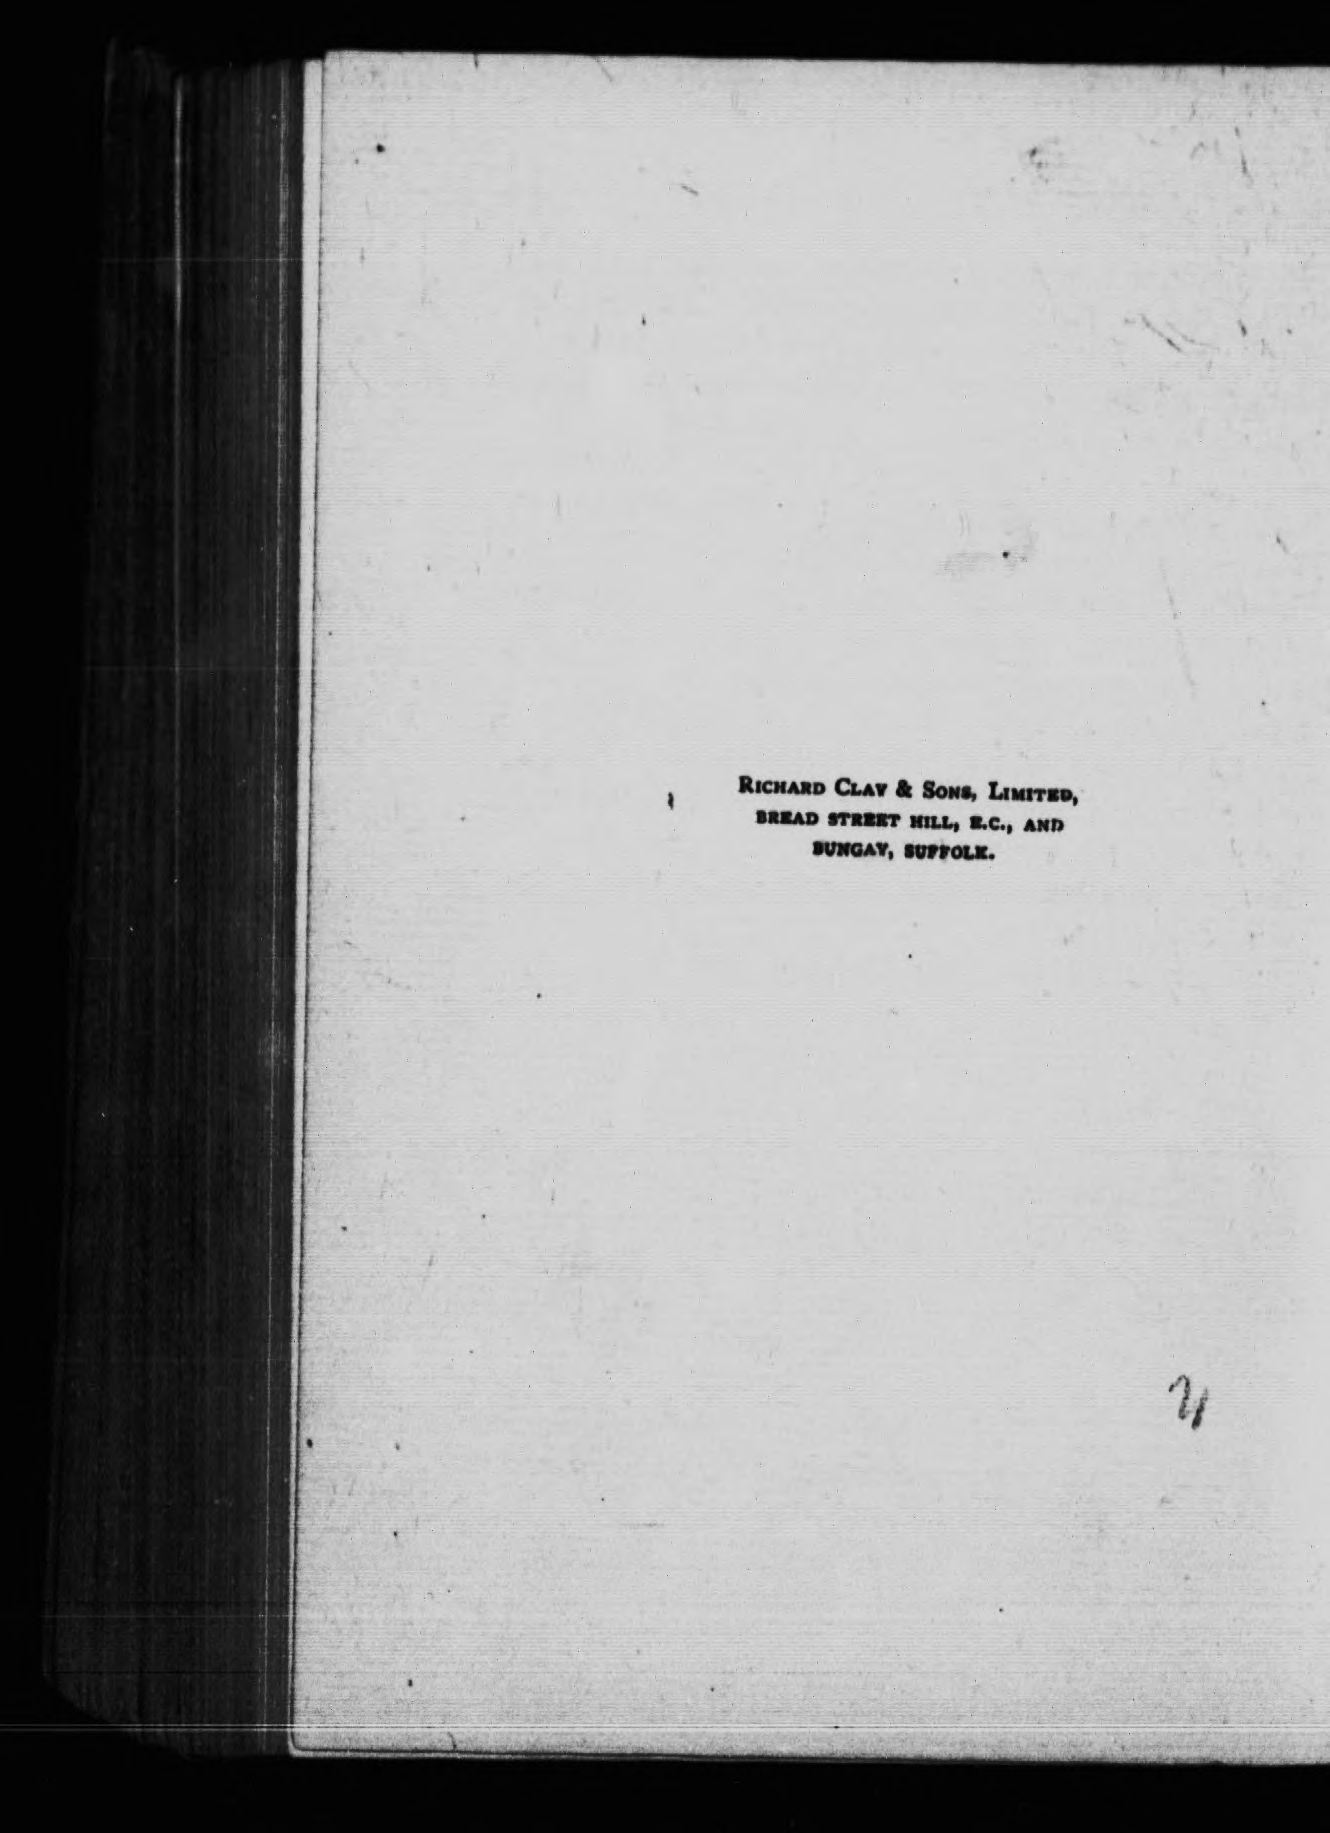 RICHARD CLAY & SONS, LIMITED,
BREAD STREET HILL, E.C., AND
BUNGAY, SUFFOLK.